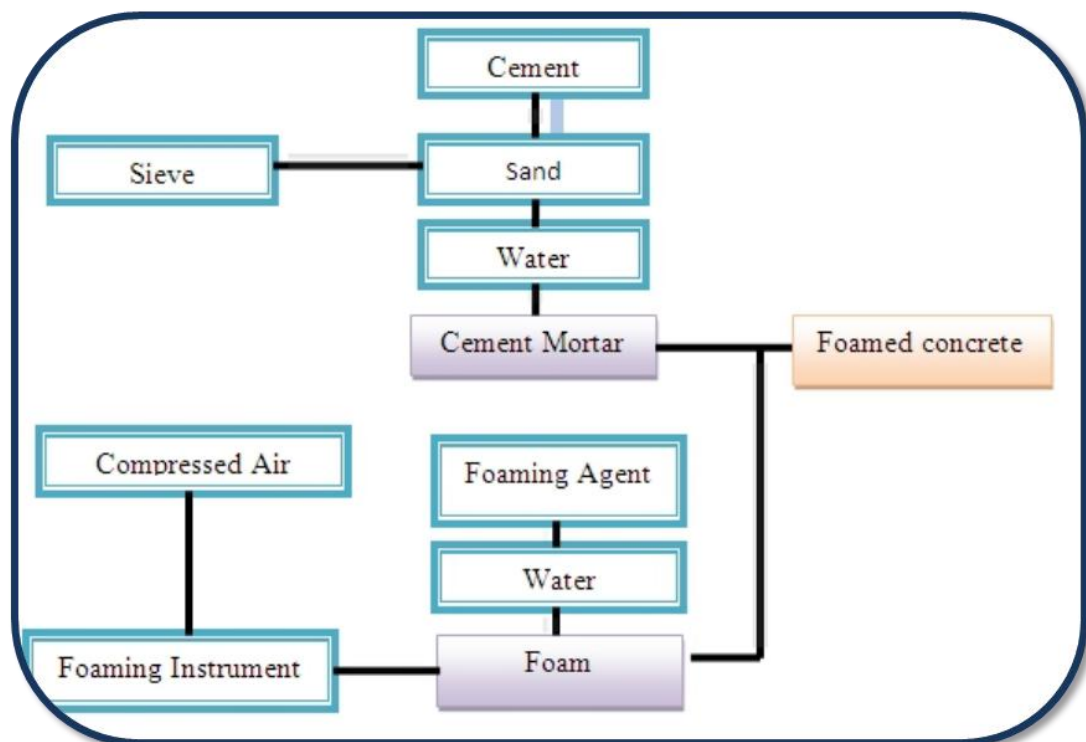 Cement
Sieve
Sand
Water
Cement Mortar
Foamed concrete
Compressed Air
Foaming Agent
Water
Foaming Instrument
Foam